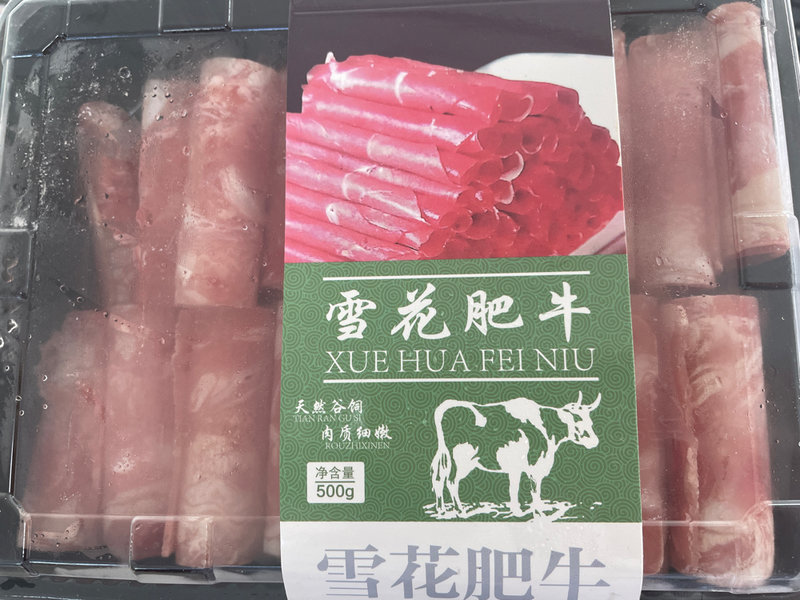 雪花肥牛
XUE HUA FEI NIU
天然谷饲
TIAN RAN GU SI
肉质细嫩
ROUZHIXINEN
净含量
500g
雪花肥牛